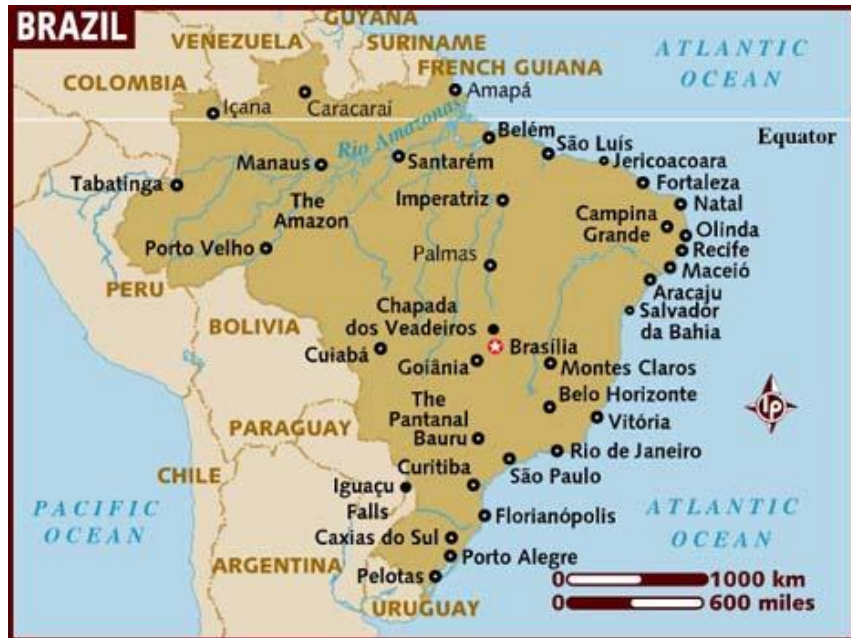 BRAZIL
GUYANA
VENEZUELA
SURINAME
FRENCH GUIANA
ATLANTIC
OCEAN
COLOMBIA
Içana
Caracaraí
Amapá
Rio Amazonas
Equator
Belém
São Luís
Jericoacoara
Manaus
Santarém
Tabatinga
Fortaleza
The
Amazon
Imperatriz
Natal
Campina
Grande
Olinda
Recife
Porto Velho
Palmas
Maceió
Aracaju
PERU
Salvador
da Bahia
BOLIVIA
Chapada
dos Veadeiros
Cuiabá
Brasília
Goiânia
Montes Claros
The
Pantanal
Belo Horizonte
Vitória
PARAGUAY
Bauru
Rio de Janeiro
CHILE
Curitiba
São Paulo
Iguaçu
Falls
PACIFIC
OCEAN
Florianópolis
ATLANTIC
OCEAN
Caxias do Sul
Porto Alegre
ARGENTINA
Pelotas
URUGUAY
lp
0 1000 km
0 600 miles